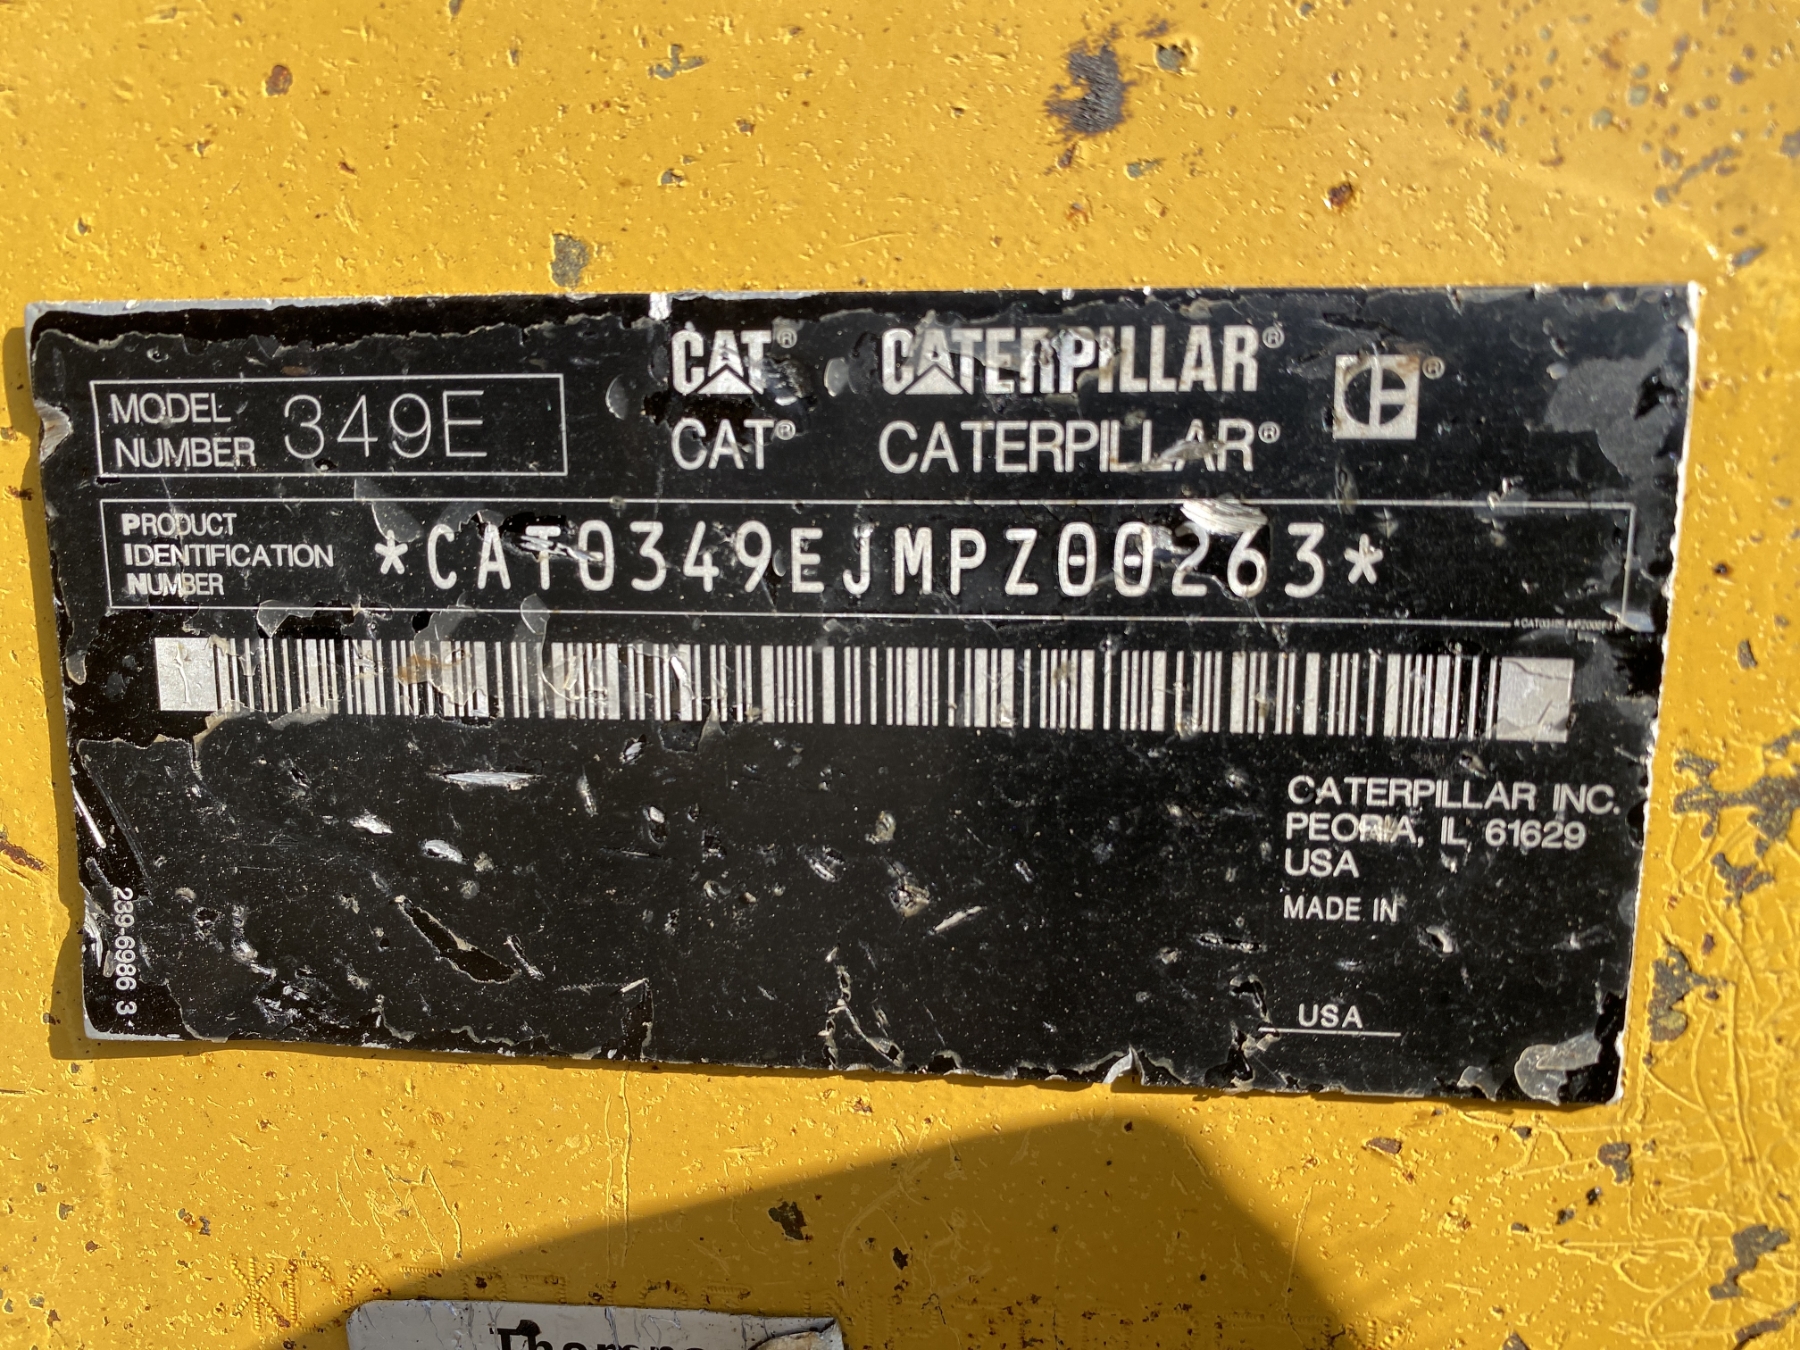 MODEL NUMBER 349E
CAT® CATERPILLAR® ®
CAT® CATERPILLAR®
PRODUCT IDENTIFICATION NUMBER *CAT0349EJMPZ00263*
CATERPILLAR INC.
PEORIA, IL 61629
USA
MADE IN
USA
239-6986 3